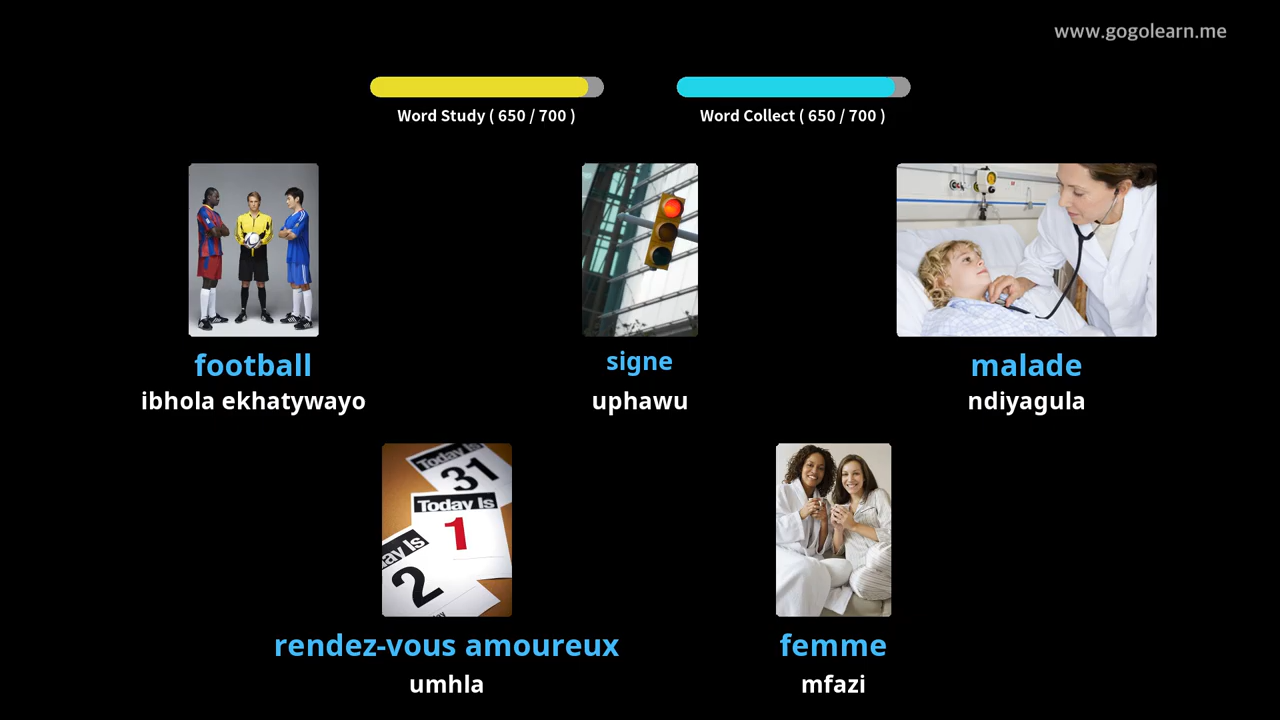 www.gogolearn.me
Word Study ( 650 / 700 )
Word Collect ( 650 / 700 )
football
signe
malade
ibhola ekhatywayo
uphawu
ndiyagula
Today Is
31
Today Is
1
ay Is
2
rendez-vous amoureux
femme
umhla
mfazi